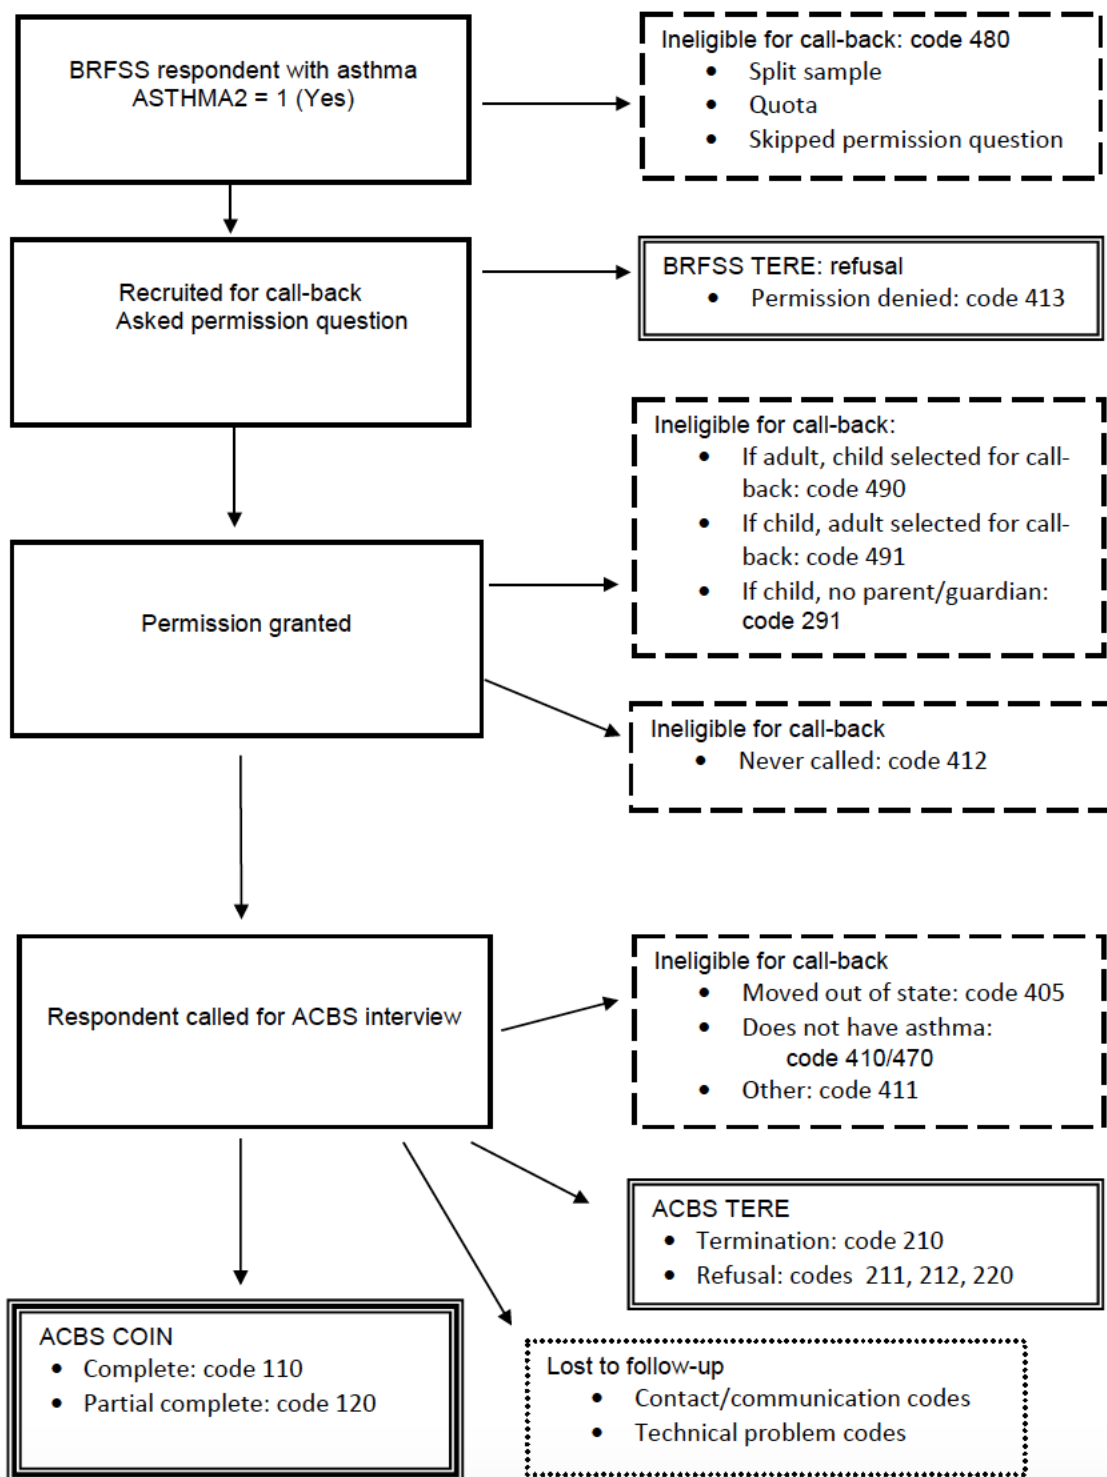 BRFSS respondent with asthma
ASTHMA2 = 1 (Yes)
Ineligible for call-back: code 480
• Split sample
• Quota
• Skipped permission question
Recruited for call-back
Asked permission question
BRFSS TERE: refusal
• Permission denied: code 413
Ineligible for call-back:
• If adult, child selected for call-
back: code 490
• If child, adult selected for call-
back: code 491
• If child, no parent/guardian:
code 291
Permission granted
Ineligible for call-back
• Never called: code 412
Respondent called for ACBS interview
Ineligible for call-back
• Moved out of state: code 405
• Does not have asthma:
code 410/470
• Other: code 411
ACBS TERE
• Termination: code 210
• Refusal: codes 211, 212, 220
ACBS COIN
• Complete: code 110
• Partial complete: code 120
Lost to follow-up
• Contact/communication codes
• Technical problem codes